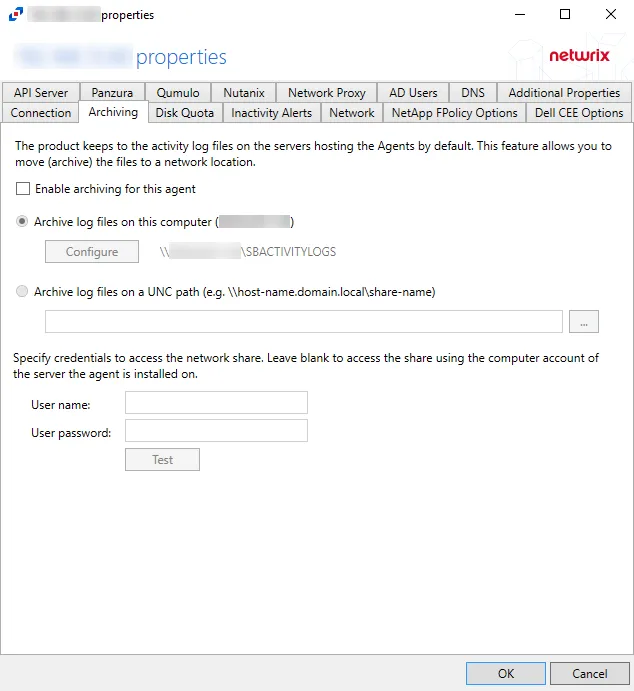 properties
properties
netwrix
API Server Panzura Qumulo Nutanix Network Proxy AD Users DNS Additional Properties
Connection Archiving Disk Quota Inactivity Alerts Network NetApp FPolicy Options Dell CEE Options
The product keeps to the activity log files on the servers hosting the Agents by default. This feature allows you to
move (archive) the files to a network location.
Enable archiving for this agent
Archive log files on this computer ( )
Configure \\ \SBACTIVITYLOGS
Archive log files on a UNC path (e.g. \\host-name.domain.local\share-name)
...
Specify credentials to access the network share. Leave blank to access the share using the computer account of
the server the agent is installed on.
User name:
User password:
Test
OK Cancel